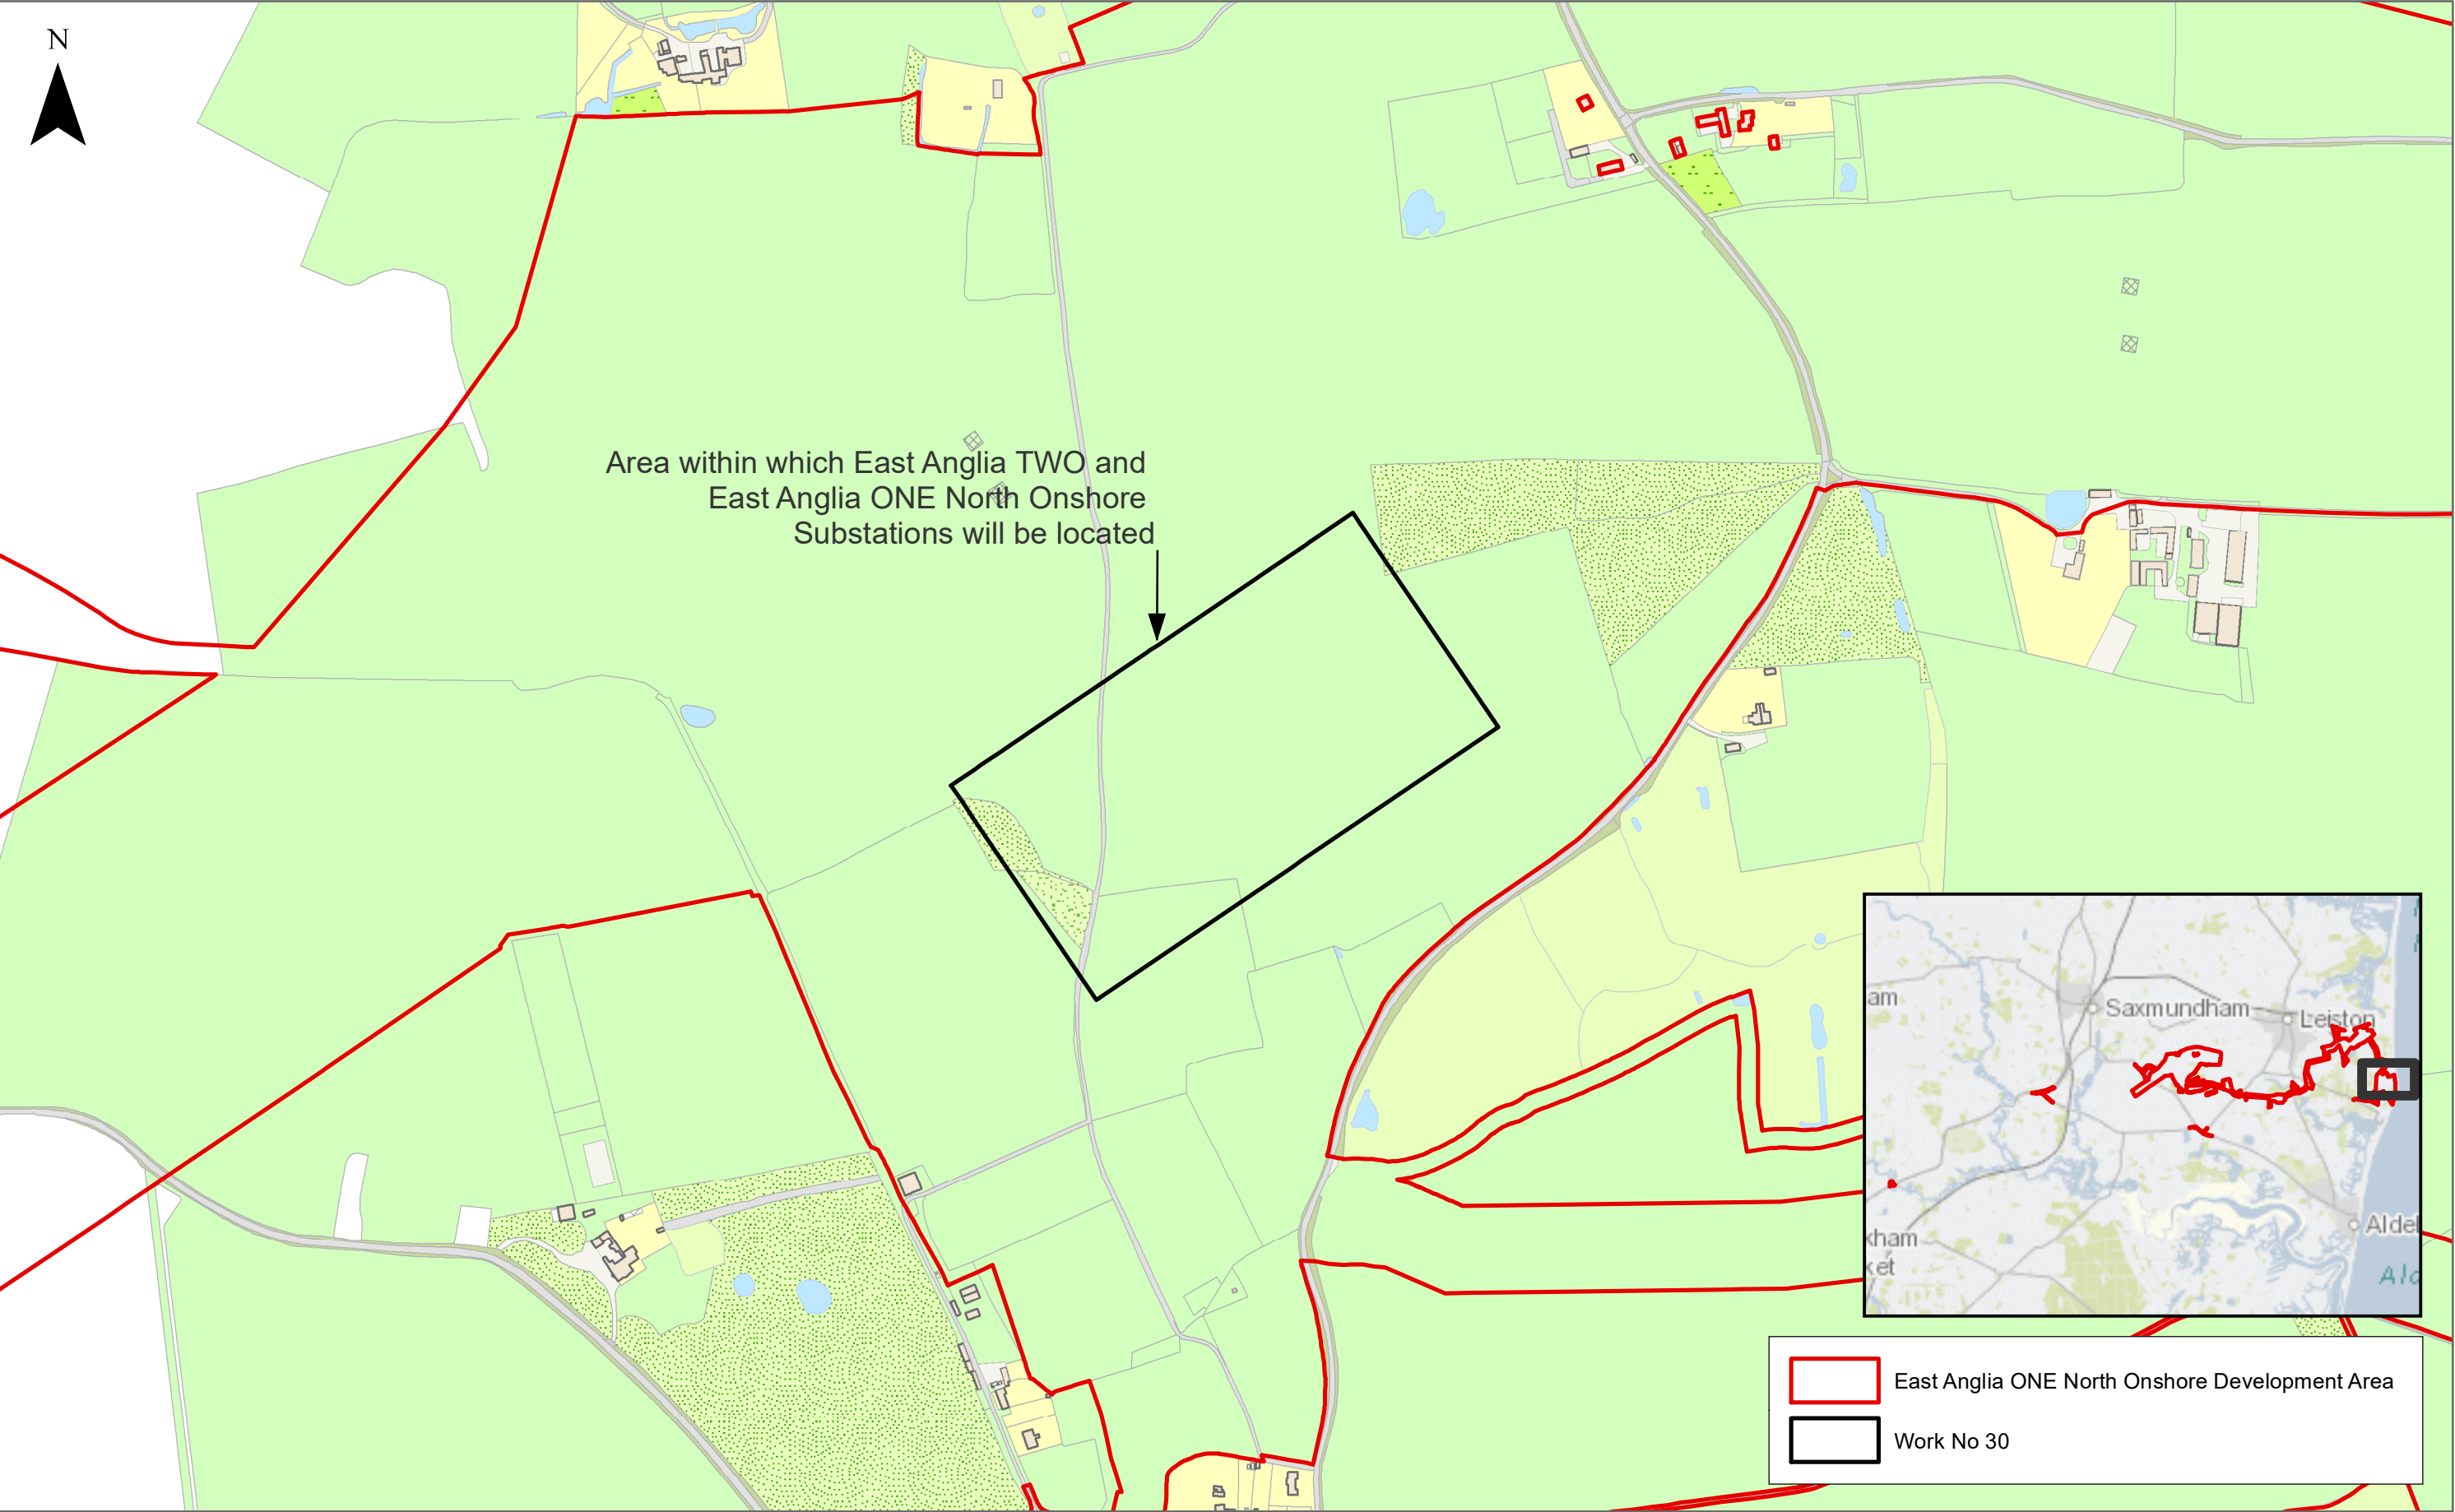 N
Area within which East Anglia TWO and
East Anglia ONE North Onshore
Substations will be located
am
Saxmundham
Leiston
Aldel
kham
ket
Alo
East Anglia ONE North Onshore Development Area
Work No 30